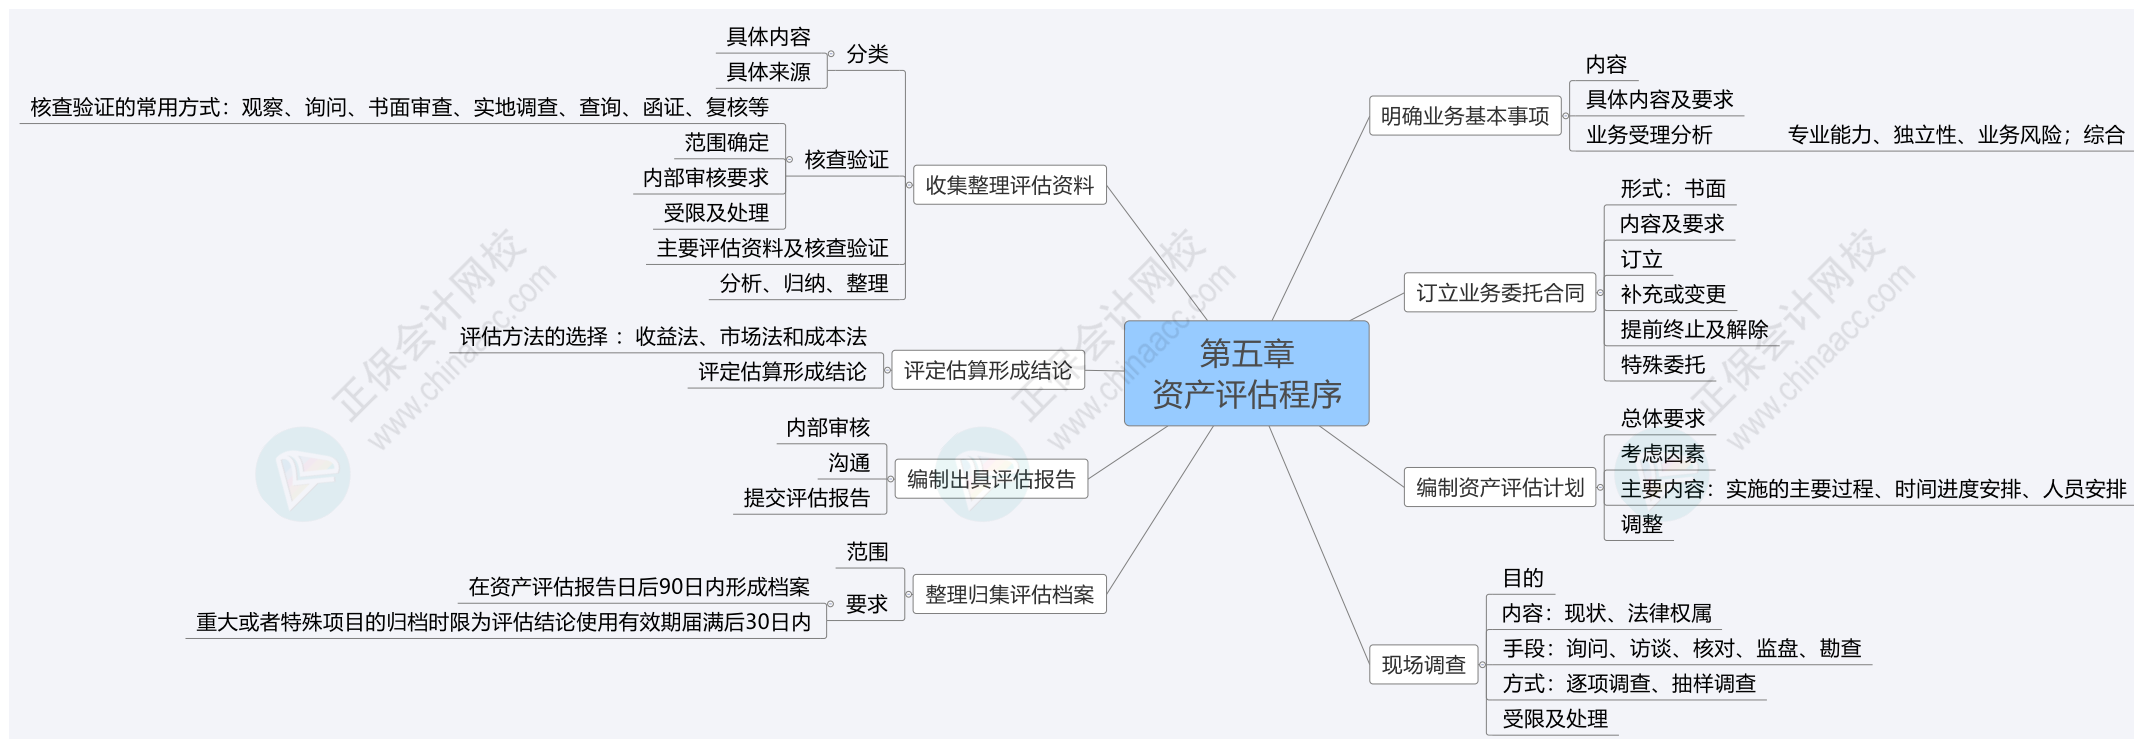 第五章
资产评估程序
明确业务基本事项
内容
具体内容及要求
业务受理分析
专业能力、独立性、业务风险；综合
订立业务委托合同
形式：书面
内容及要求
订立
补充或变更
提前终止及解除
特殊委托
编制资产评估计划
总体要求
考虑因素
主要内容：实施的主要过程、时间进度安排、人员安排
调整
现场调查
目的
内容：现状、法律权属
手段：询问、访谈、核对、监盘、勘查
方式：逐项调查、抽样调查
受限及处理
收集整理评估资料
分类
具体内容
具体来源
核查验证
核查验证的常用方式：观察、询问、书面审查、实地调查、查询、函证、复核等
范围确定
内部审核要求
受限及处理
主要评估资料及核查验证
分析、归纳、整理
评定估算形成结论
评估方法的选择 ：收益法、市场法和成本法
评定估算形成结论
编制出具评估报告
内部审核
沟通
提交评估报告
整理归集评估档案
范围
要求
在资产评估报告日后90日内形成档案
重大或者特殊项目的归档时限为评估结论使用有效期届满后30日内
正保会计网校
www.chinaacc.com
正保会计网校
www.chinaacc.com
正保会计网校
www.chinaacc.com